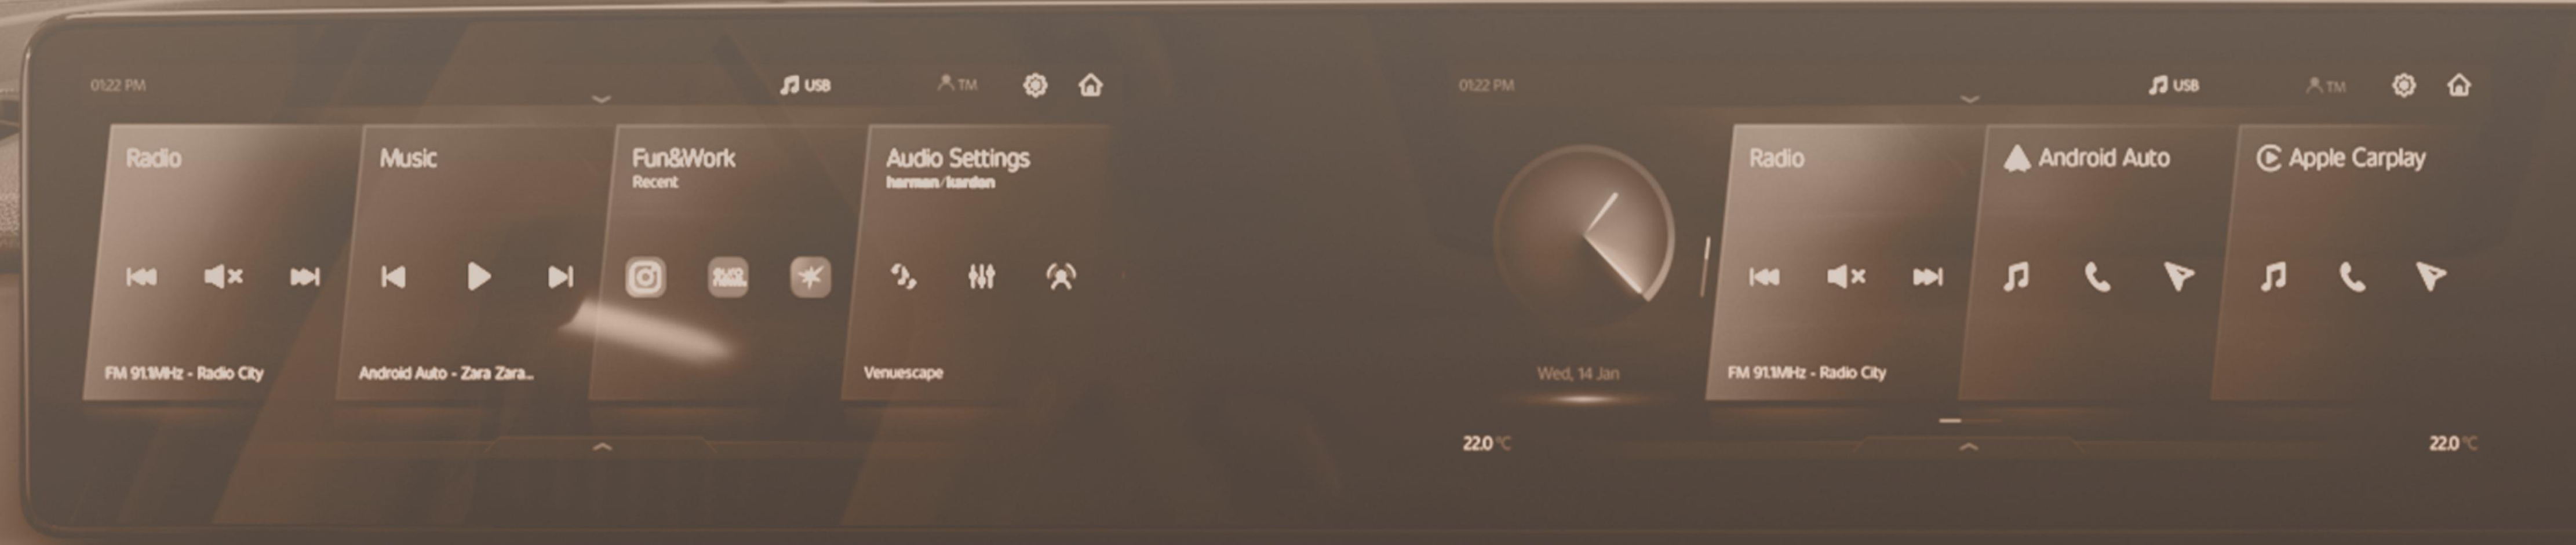 01:22 PM
USB
TM
Radio
FM 91.1MHz - Radio City
Music
Android Auto - Zara Zara...
Fun&Work
Recent
Audio Settings
harman/kardon
Venuescape
01:22 PM
USB
TM
Wed, 14 Jan
Radio
FM 91.1MHz - Radio City
Android Auto
Apple Carplay
22.0 °C
22.0 °C